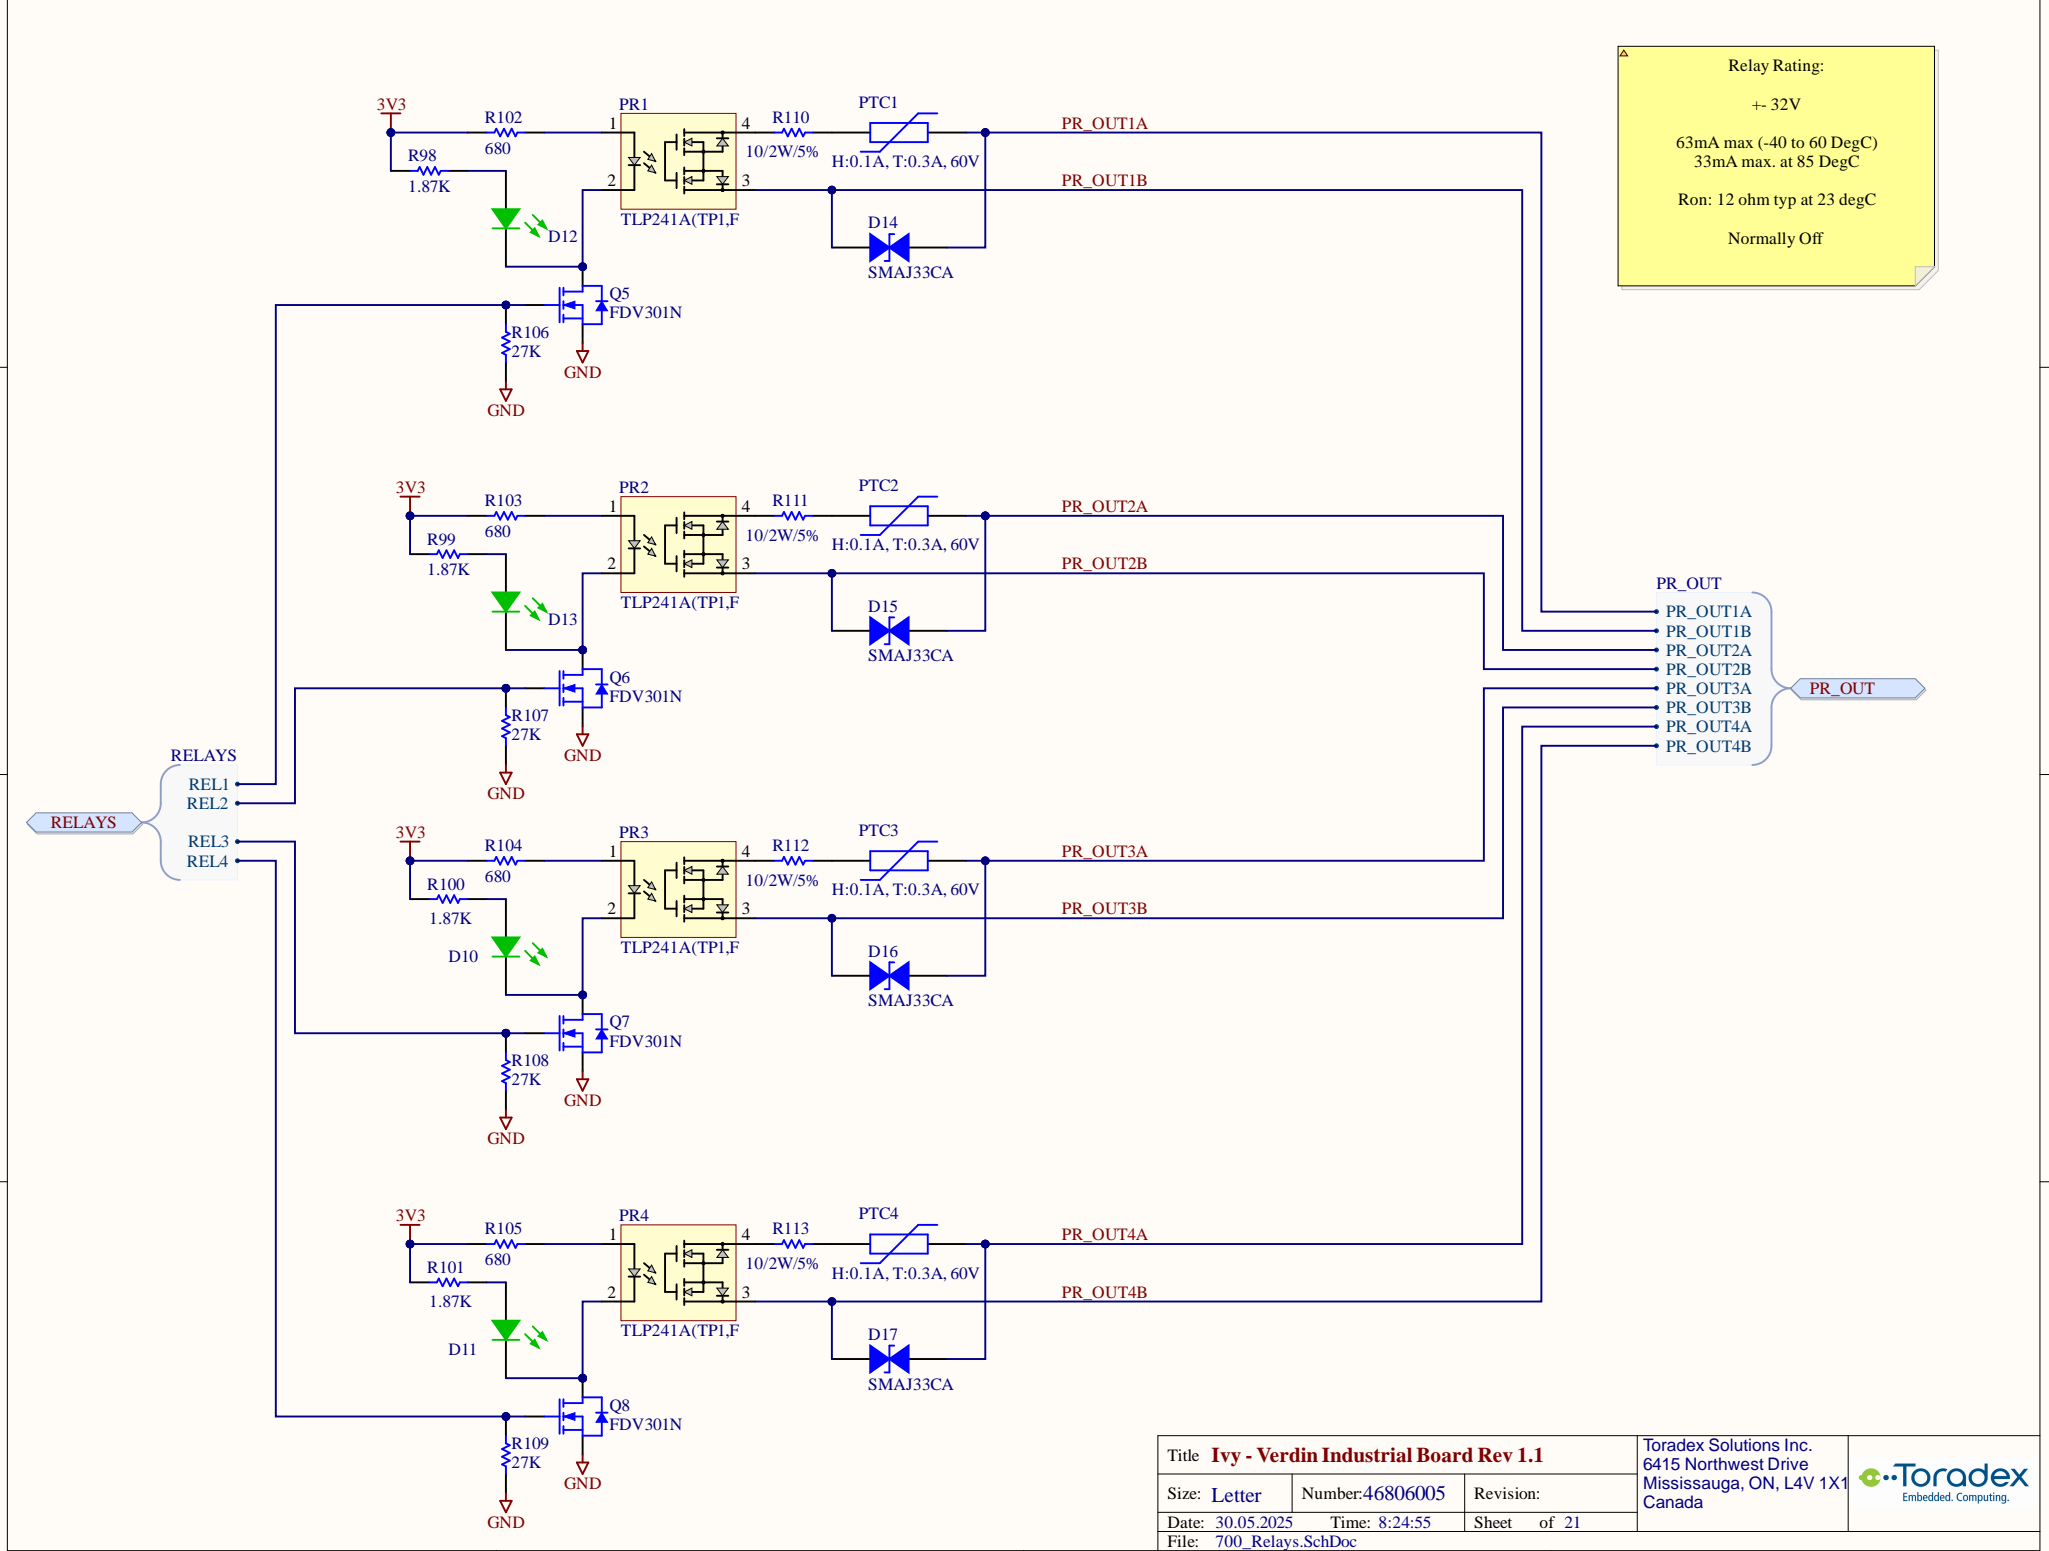 Relay Rating:
+- 32V
63mA max (-40 to 60 DegC)
33mA max. at 85 DegC
Ron: 12 ohm typ at 23 degC
Normally Off
3V3
R102
680
R98
1.87K
D12
PR1
1
2
4
3
TLP241A(TP1,F
R110
10/2W/5%
PTC1
H:0.1A, T:0.3A, 60V
PR_OUT1A
PR_OUT1B
D14
SMAJ33CA
Q5
FDV301N
R106
27K
GND
GND
3V3
R103
680
R99
1.87K
D13
PR2
1
2
4
3
TLP241A(TP1,F
R111
10/2W/5%
PTC2
H:0.1A, T:0.3A, 60V
PR_OUT2A
PR_OUT2B
D15
SMAJ33CA
Q6
FDV301N
R107
27K
GND
GND
PR_OUT
PR_OUT1A
PR_OUT1B
PR_OUT2A
PR_OUT2B
PR_OUT3A
PR_OUT3B
PR_OUT4A
PR_OUT4B
PR_OUT
RELAYS
REL1
REL2
REL3
REL4
RELAYS
3V3
R104
680
R100
1.87K
D10
PR3
1
2
4
3
TLP241A(TP1,F
R112
10/2W/5%
PTC3
H:0.1A, T:0.3A, 60V
PR_OUT3A
PR_OUT3B
D16
SMAJ33CA
Q7
FDV301N
R108
27K
GND
GND
3V3
R105
680
R101
1.87K
D11
PR4
1
2
4
3
TLP241A(TP1,F
R113
10/2W/5%
PTC4
H:0.1A, T:0.3A, 60V
PR_OUT4A
PR_OUT4B
D17
SMAJ33CA
Q8
FDV301N
R109
27K
GND
GND
Title Ivy - Verdin Industrial Board Rev 1.1
Size: Letter Number:46806005 Revision:
Date: 30.05.2025 Time: 8:24:55 Sheet of 21
File: 700_Relays.SchDoc
Toradex Solutions Inc.
6415 Northwest Drive
Mississauga, ON, L4V 1X1
Canada
Toradex
Embedded. Computing.